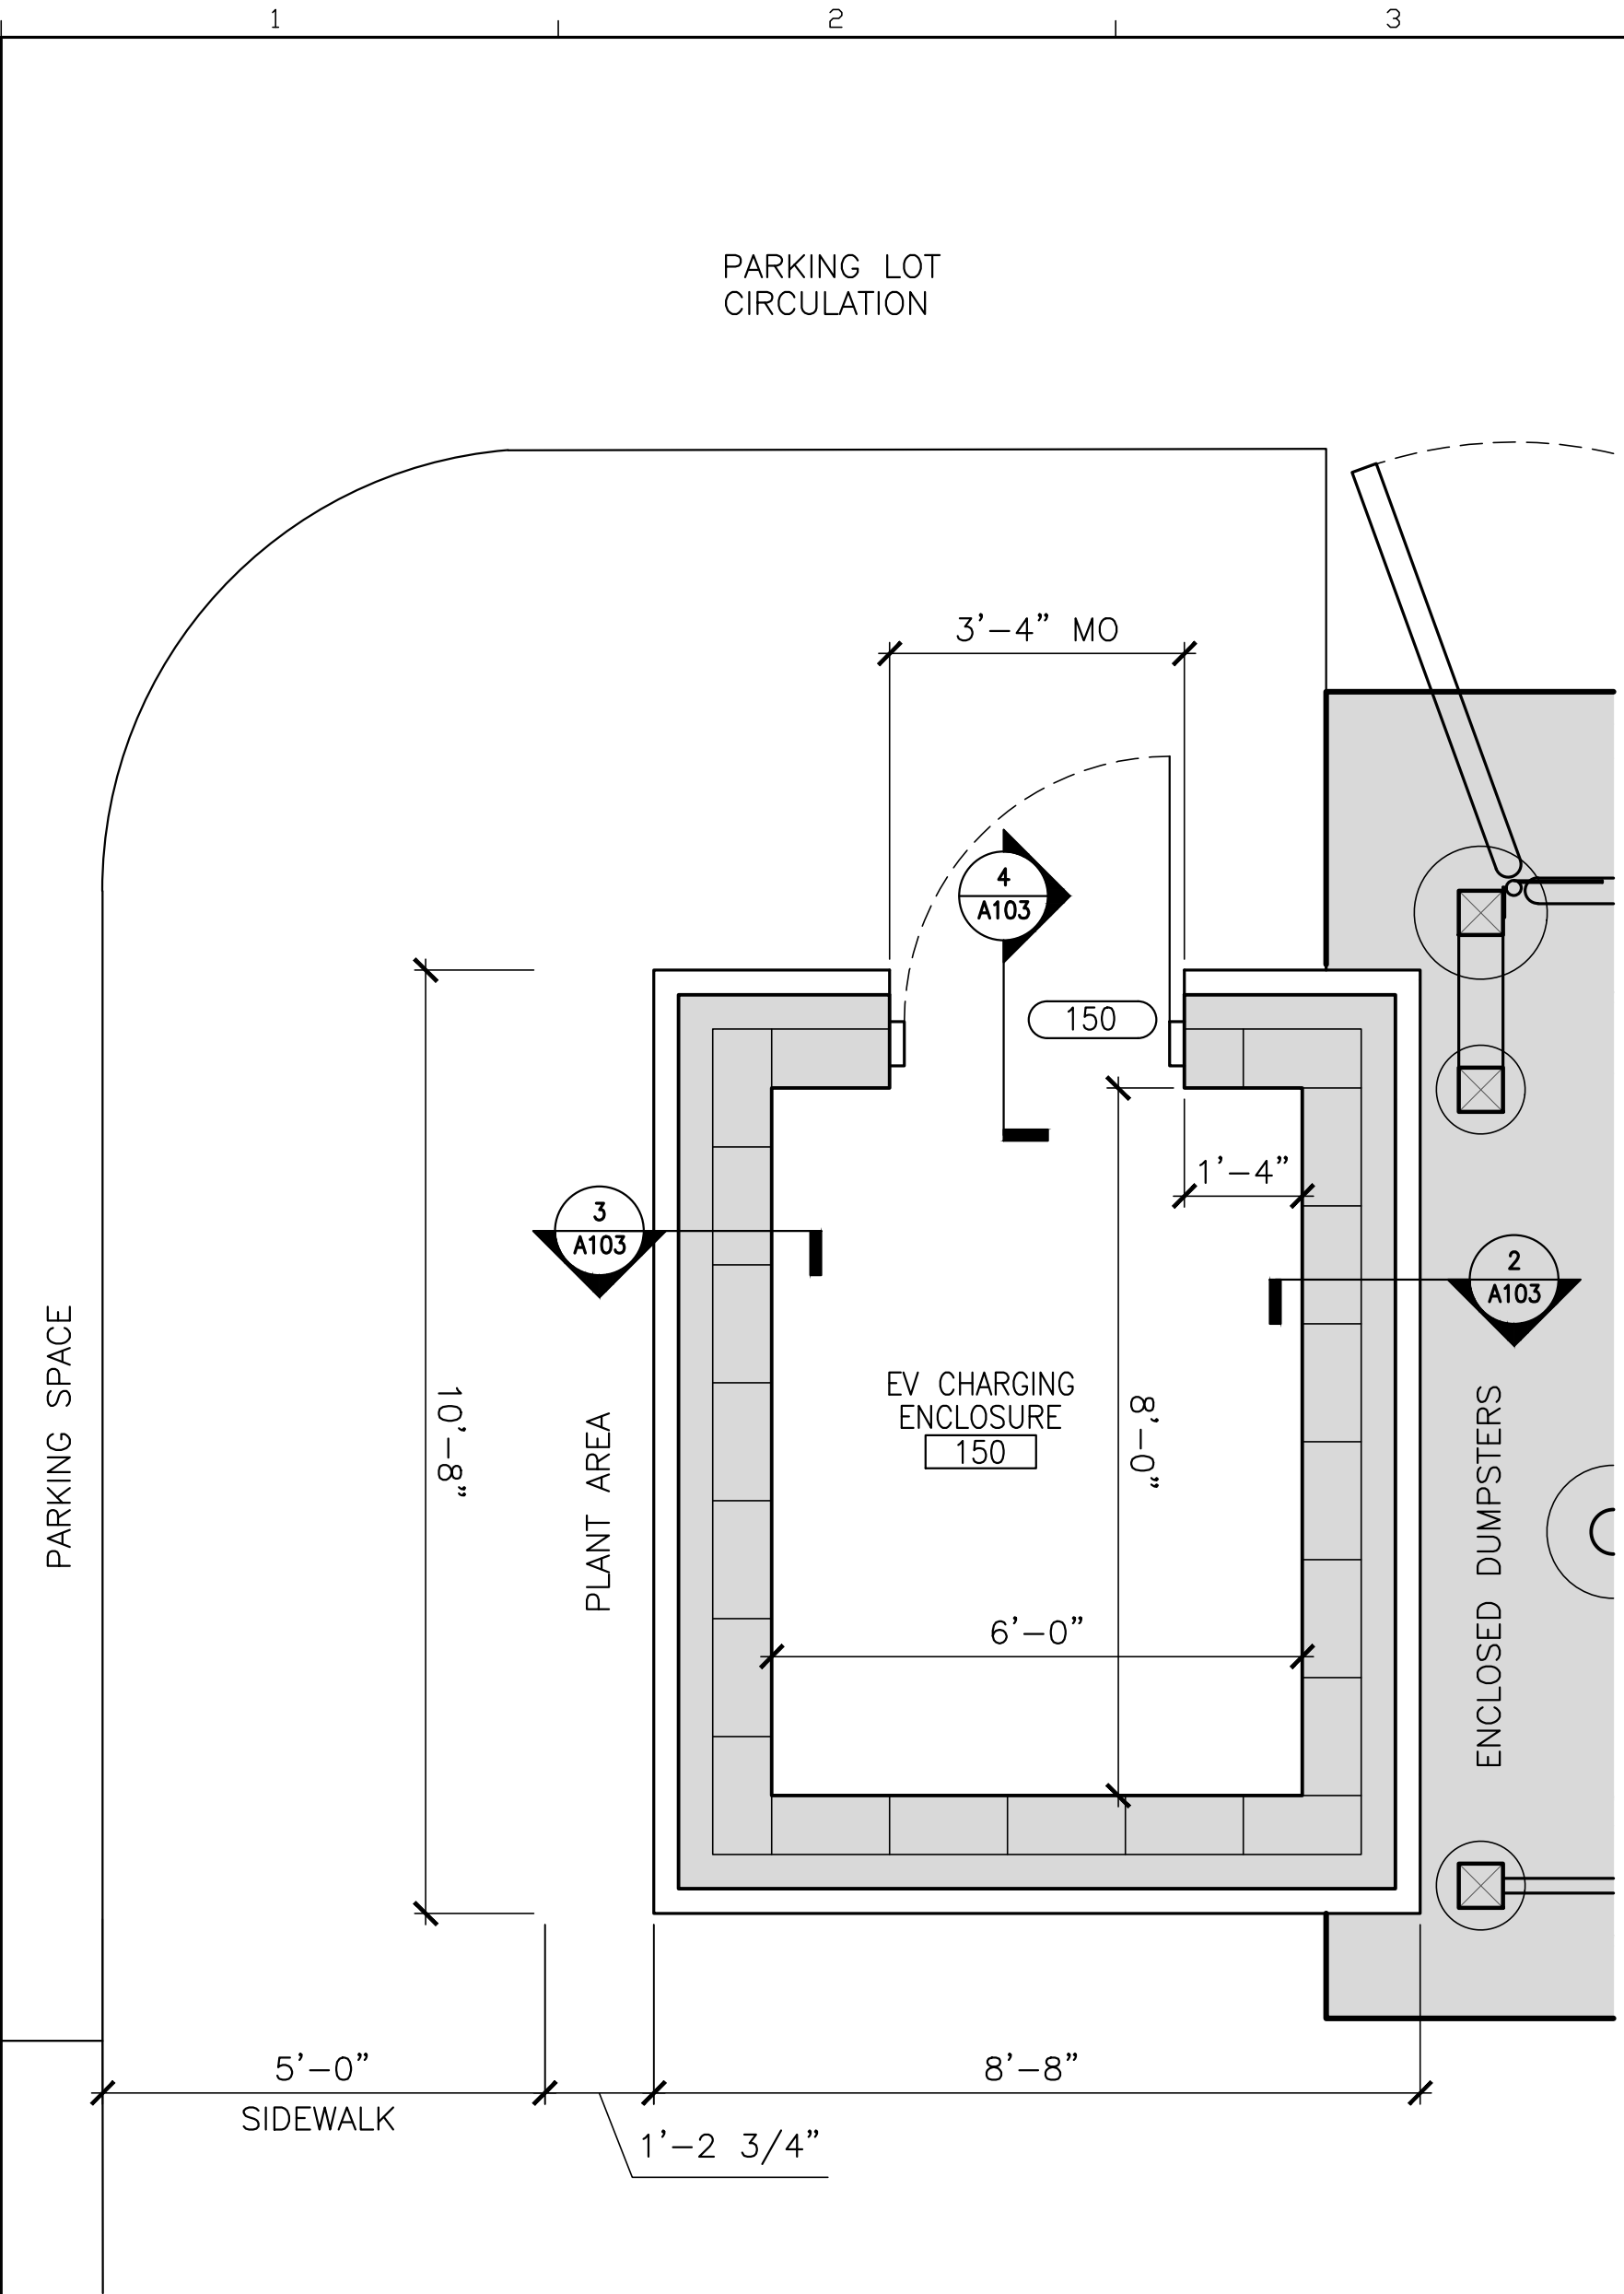 1
2
3
PARKING LOT
CIRCULATION
3'-4" MO
4
A103
150
1'-4"
3
A103
2
A103
PARKING SPACE
10'-8"
PLANT AREA
EV CHARGING
ENCLOSURE
150
8'-0"
ENCLOSED DUMPSTERS
6'-0"
5'-0"
SIDEWALK
8'-8"
1'-2 3/4"